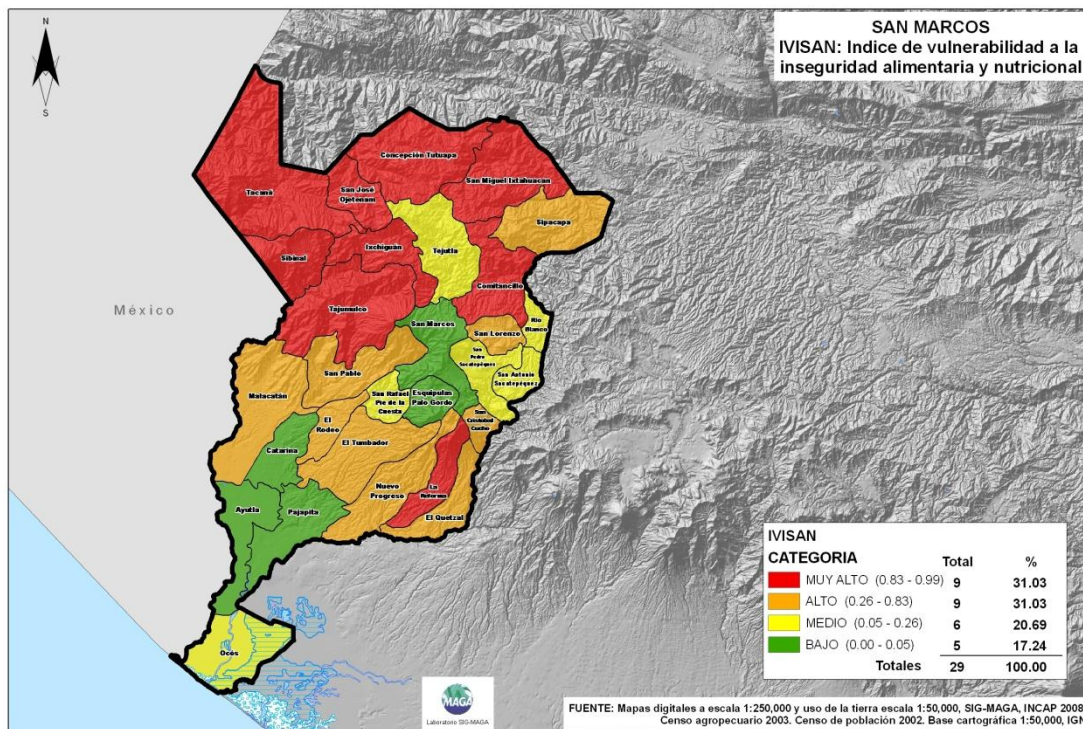 N
S
SAN MARCOS
IVISAN: Indice de vulnerabilidad a la
inseguridad alimentaria y nutricional
México
Concepción Tutuapa
San Miguel Ixtahuacan
Tacaná
San José
Ojetenam
Sipacapa
Ixchiguán
Tejutla
Sibinal
Comitancillo
Tajumulco
San Marcos
Rio
Blanco
San Lorenzo
San
Pedro
Sacatepéquez
San Antonio
Sacatepéquez
San Pablo
Malacatán
San Rafael
Pie de la
Cuesta
Esquipulas
Palo Gordo
San
Cristobal
Cucho
El
Rodeo
El Tumbador
Catarina
Nuevo
Progreso
La
Reforma
Ayutla
Pajapita
El Quetzal
Ocós
IVISAN
CATEGORIA Total %
MUY ALTO (0.83 - 0.99) 9 31.03
ALTO (0.26 - 0.83) 9 31.03
MEDIO (0.05 - 0.26) 6 20.69
BAJO (0.00 - 0.05) 5 17.24
Totales 29 100.00
MAGA
Laboratorio SIG-MAGA
FUENTE: Mapas digitales a escala 1:250,000 y uso de la tierra escala 1:50,000, SIG-MAGA, INCAP 2008
Censo agropecuario 2003. Censo de población 2002. Base cartográfica 1:50,000, IGN